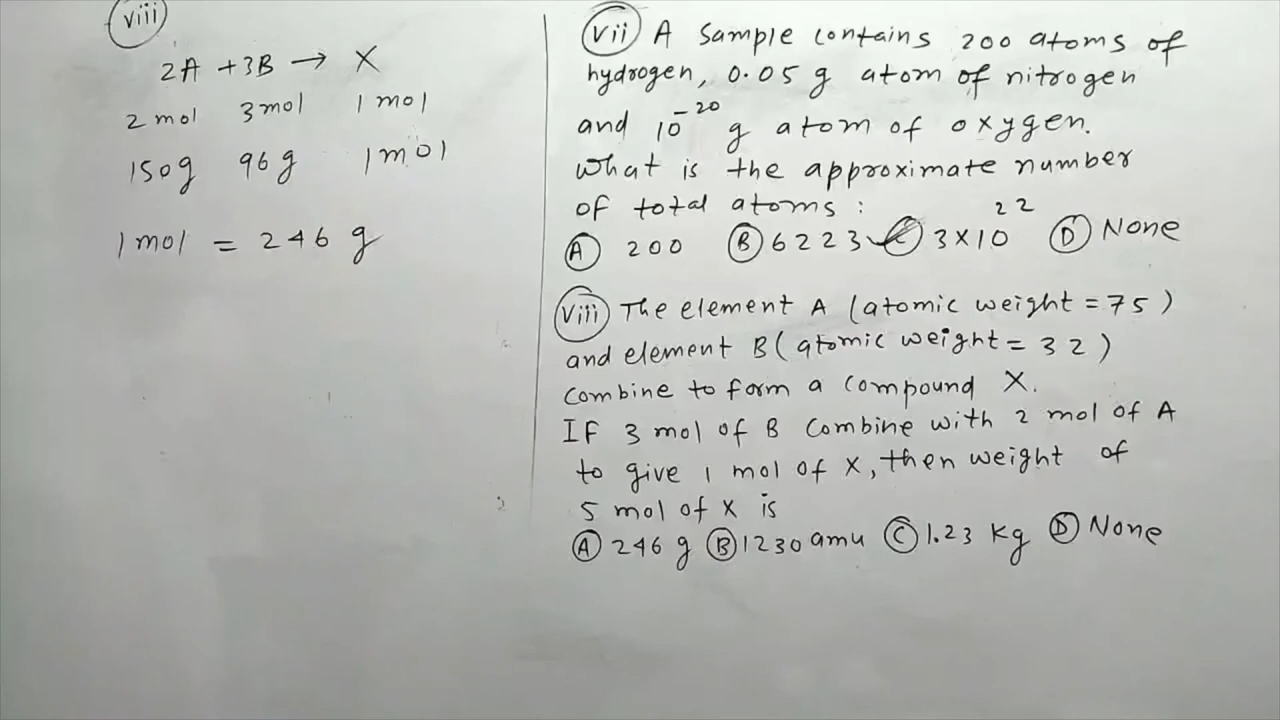 viii
2A + 3B → X
2 mol 3 mol 1 mol
150g 96g 1 mol
1 mol = 246 g
vii A Sample contains 200 atoms of
hydrogen, 0.05 g atom of nitrogen
and 10⁻²⁰ g atom of oxygen.
What is the approximate number
of total atoms :
A 200 B 6223 C 3×10²² D None
viii The element A (atomic weight = 75)
and element B (atomic weight = 32)
combine to form a compound X.
IF 3 mol of B combine with 2 mol of A
to give 1 mol of X, then weight of
5 mol of X is
A 246 g B 1230 amu C 1.23 Kg D None